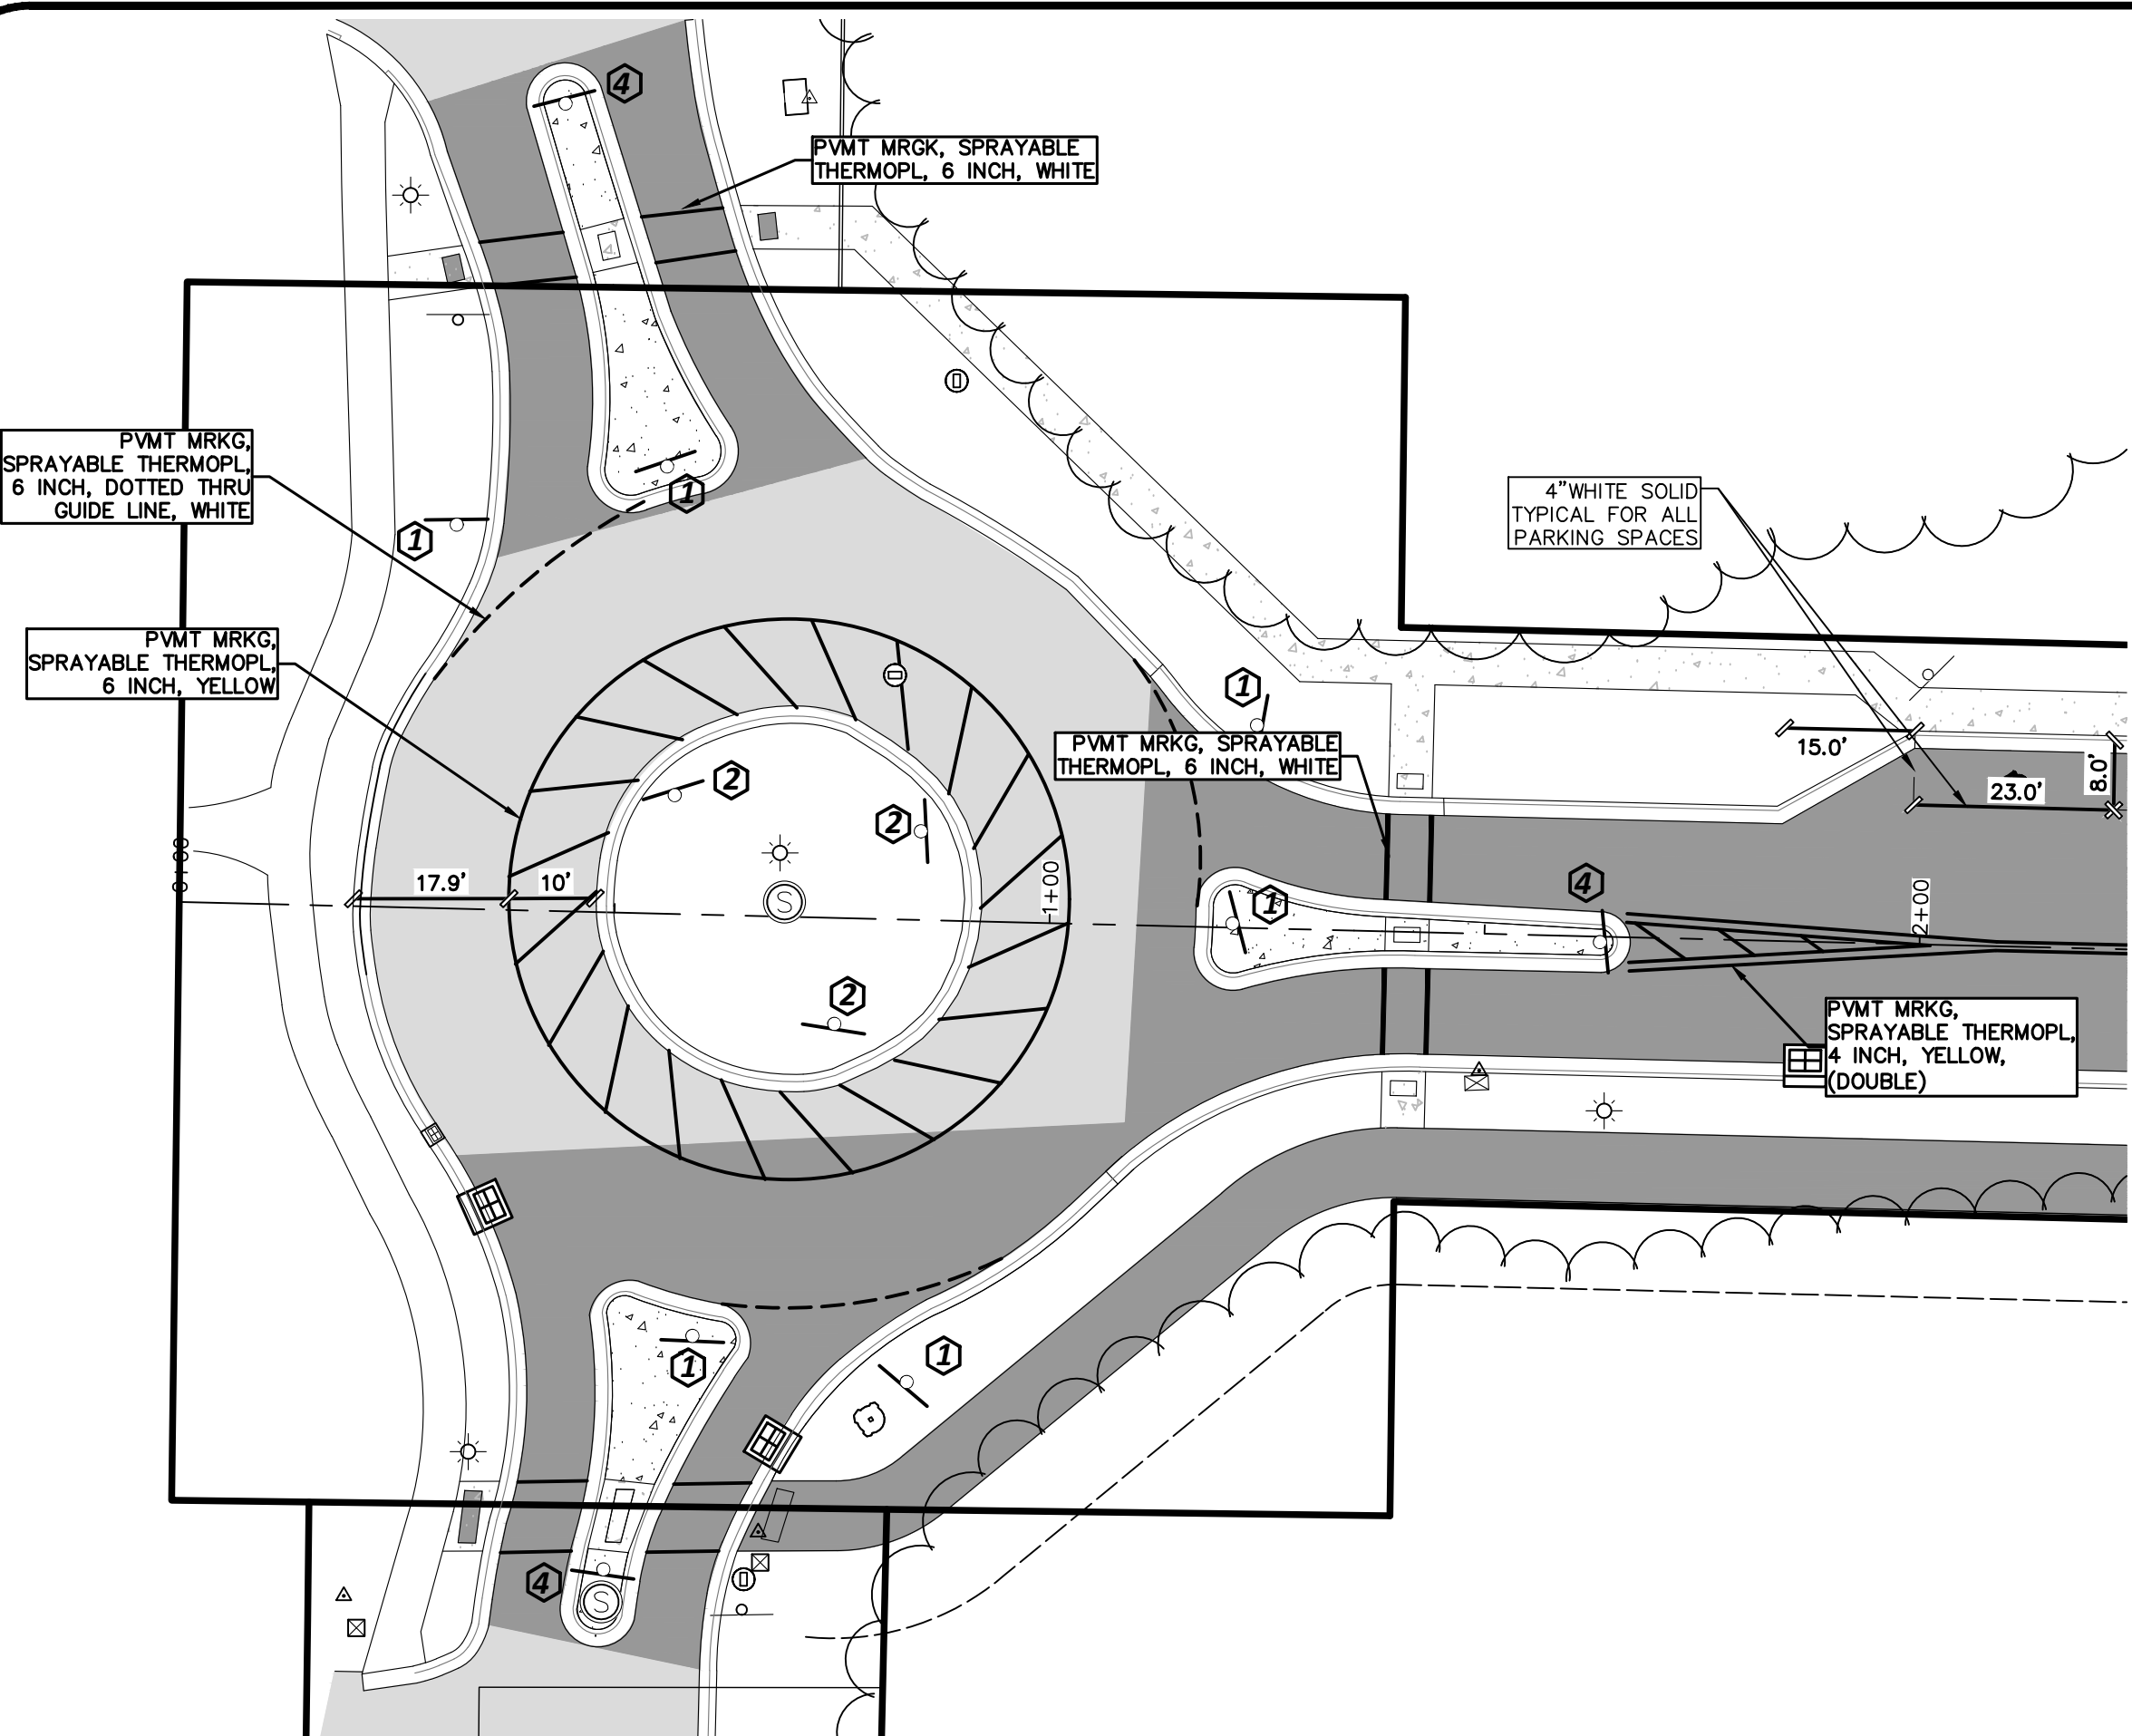 4
PVMT MRGK, SPRAYABLE
THERMOPL, 6 INCH, WHITE
PVMT MRKG,
SPRAYABLE THERMOPL,
6 INCH, DOTTED THRU
GUIDE LINE, WHITE
1
1
4"WHITE SOLID
TYPICAL FOR ALL
PARKING SPACES
PVMT MRKG,
SPRAYABLE THERMOPL,
6 INCH, YELLOW
1
PVMT MRKG, SPRAYABLE
THERMOPL, 6 INCH, WHITE
15.0'
23.0'
8.0'
2
2
0+00
17.9'
10'
S
1+00
1
4
2+00
2
PVMT MRKG,
SPRAYABLE THERMOPL,
4 INCH, YELLOW,
(DOUBLE)
1
1
4
S